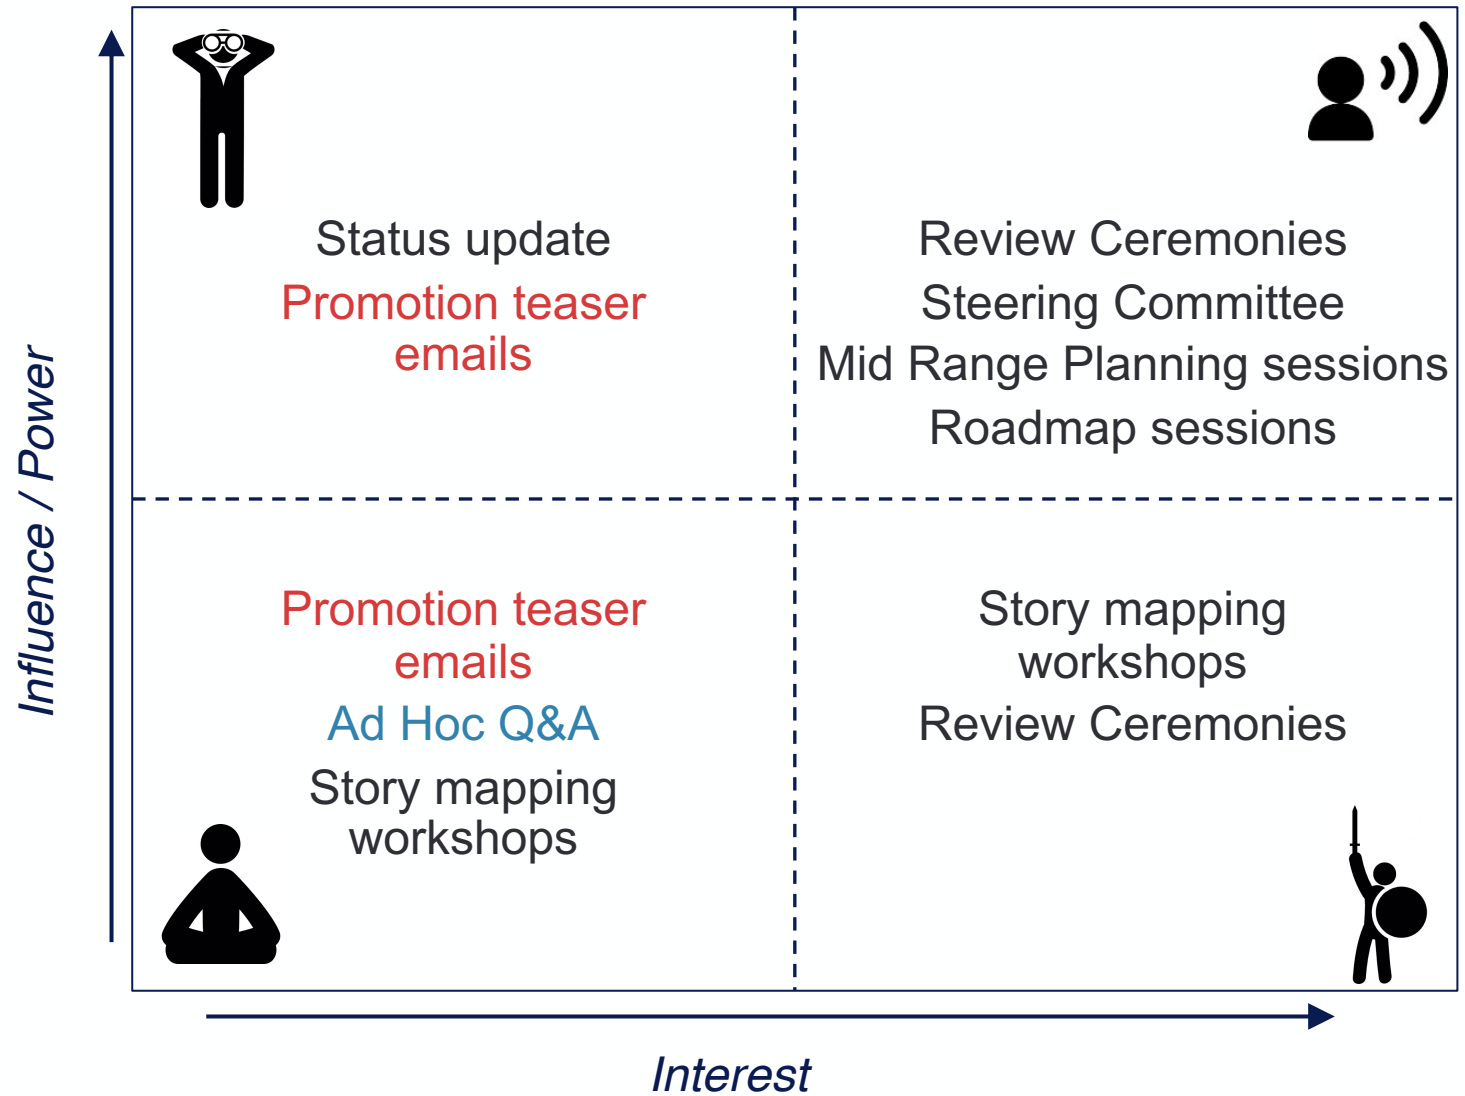 Status update
Promotion teaser
emails
Review Ceremonies
Steering Committee
Mid Range Planning sessions
Roadmap sessions
Influence / Power
Promotion teaser
emails
Ad Hoc Q&A
Story mapping
workshops
Story mapping
workshops
Review Ceremonies
Interest